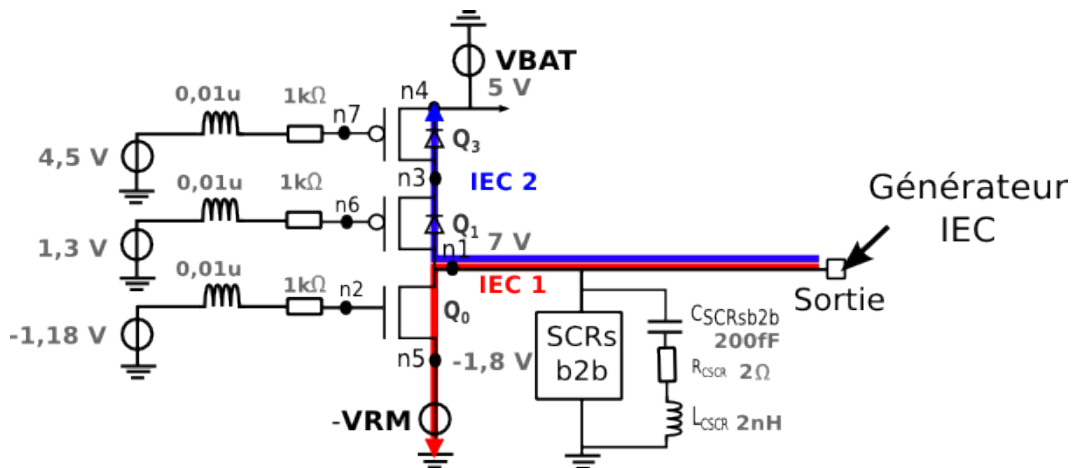 VBAT
5 V
n4
0,01u
1kΩ
n7
Q3
4,5 V
n3
IEC 2
0,01u
1kΩ
n6
Q1
1,3 V
7 V
n1
Générateur
IEC
IEC 1
Sortie
0,01u
1kΩ
n2
Q0
-1,18 V
n5
-1,8 V
SCRs
b2b
CSCRsb2b
200fF
RCSCR 2Ω
LCSCR 2nH
-VRM